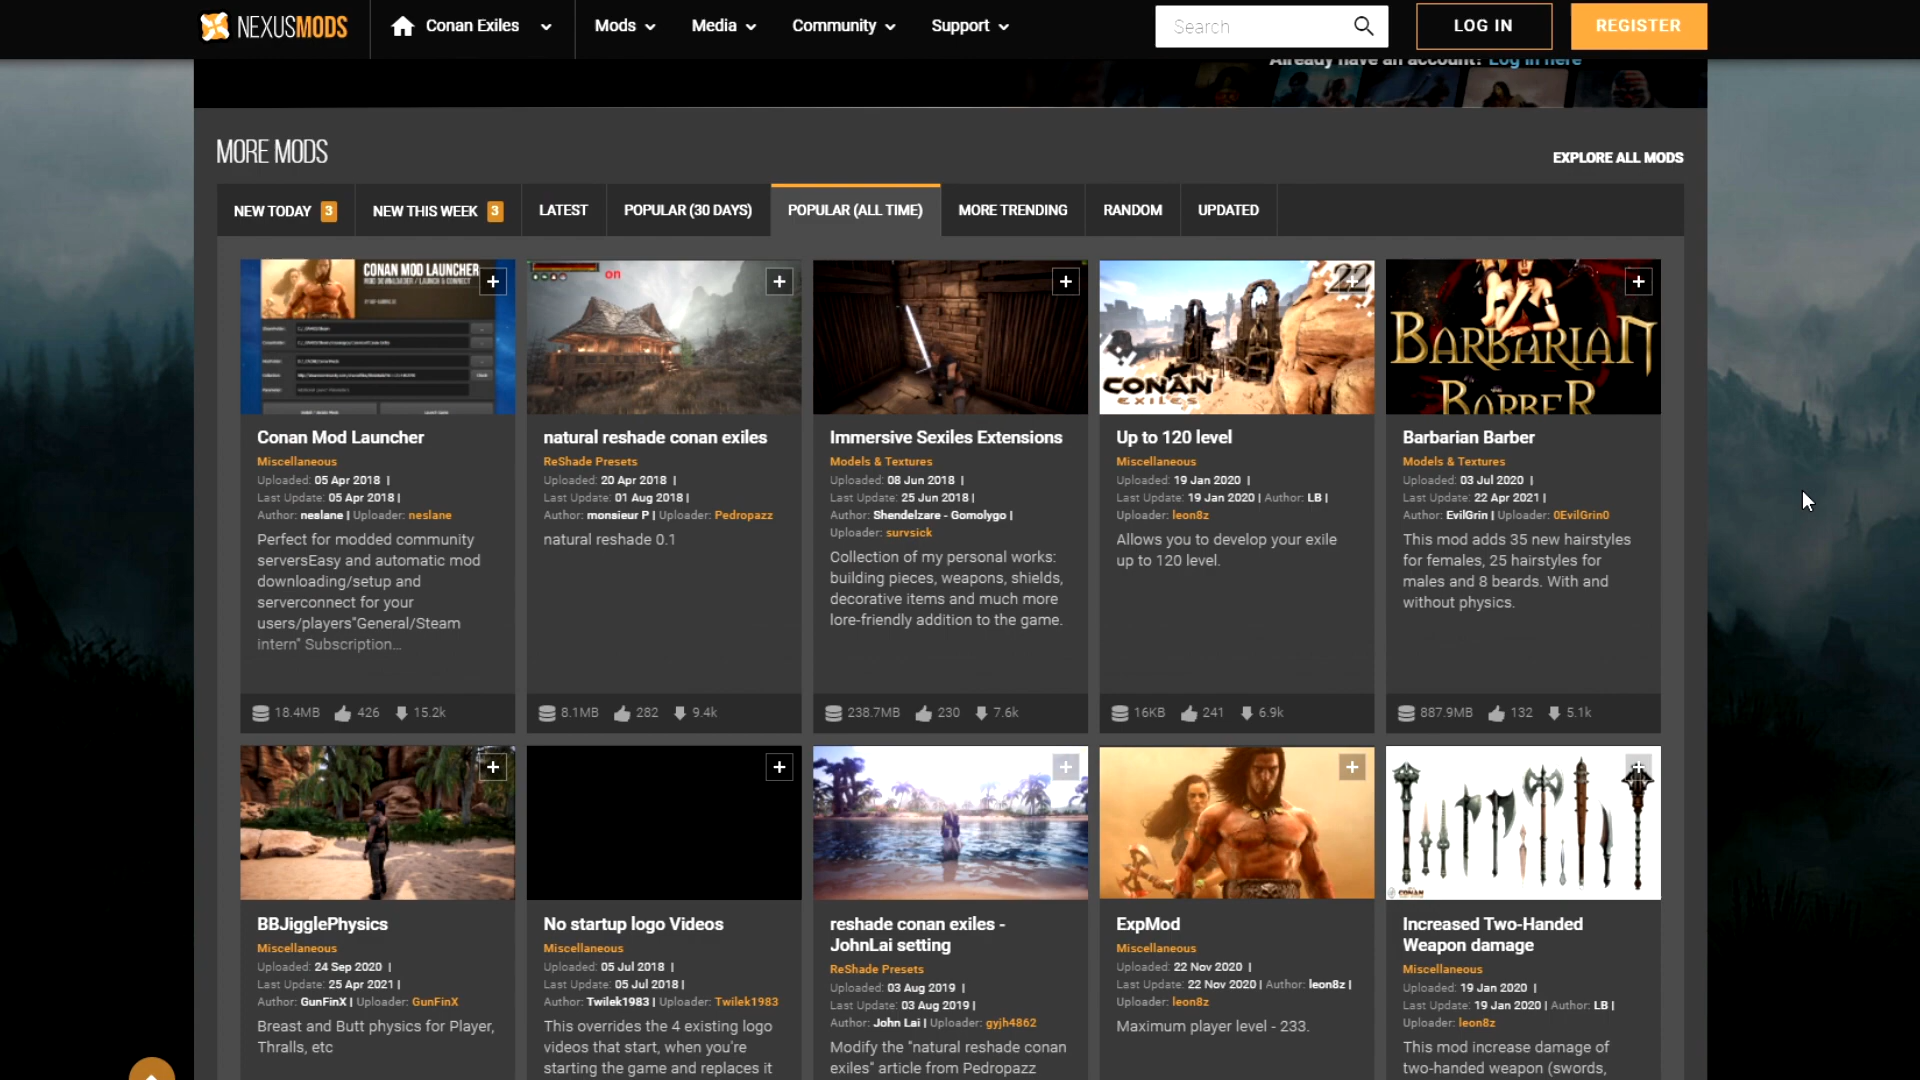 NEXUSMODS
Conan Exiles
Mods
Media
Community
Support
Search
LOG IN
REGISTER
Already have an account? Log in here
MORE MODS
EXPLORE ALL MODS
NEW TODAY 3
NEW THIS WEEK 3
LATEST
POPULAR (30 DAYS)
POPULAR (ALL TIME)
MORE TRENDING
RANDOM
UPDATED
CONAN MOD LAUNCHER
Conan Mod Launcher
Miscellaneous
Uploaded: 05 Apr 2018 |
Last Update: 05 Apr 2018 |
Author: neslane | Uploader: neslane
Perfect for modded community
serversEasy and automatic mod
downloading/setup and
serverconnect for your
users/players"General/Steam
intern" Subscription...
18.4MB 426 15.2k
on
natural reshade conan exiles
ReShade Presets
Uploaded: 20 Apr 2018 |
Last Update: 01 Aug 2018 |
Author: monsieur P | Uploader: Pedropazz
natural reshade 0.1
8.1MB 282 9.4k
Immersive Sexiles Extensions
Models & Textures
Uploaded: 08 Jun 2018 |
Last Update: 25 Jun 2018 |
Author: Shendelzare - Gomolygo |
Uploader: survsick
Collection of my personal works:
building pieces, weapons, shields,
decorative items and much more
lore-friendly addition to the game.
238.7MB 230 7.6k
22
CONAN
EXILES
Up to 120 level
Miscellaneous
Uploaded: 19 Jan 2020 |
Last Update: 19 Jan 2020 | Author: LB |
Uploader: leon8z
Allows you to develop your exile
up to 120 level.
16KB 241 6.9k
BARBARIAN
BARBER
Barbarian Barber
Models & Textures
Uploaded: 03 Jul 2020 |
Last Update: 22 Apr 2021 |
Author: EvilGrin | Uploader: 0EvilGrin0
This mod adds 35 new hairstyles
for females, 25 hairstyles for
males and 8 beards. With and
without physics.
887.9MB 132 5.1k
BBJigglePhysics
Miscellaneous
Uploaded: 24 Sep 2020 |
Last Update: 25 Apr 2021 |
Author: GunFinX | Uploader: GunFinX
Breast and Butt physics for Player,
Thralls, etc
No startup logo Videos
Miscellaneous
Uploaded: 05 Jul 2018 |
Last Update: 05 Jul 2018 |
Author: Twilek1983 | Uploader: Twilek1983
This overrides the 4 existing logo
videos that start, when you're
starting the game and replaces it
reshade conan exiles -
JohnLai setting
ReShade Presets
Uploaded: 03 Aug 2019 |
Last Update: 03 Aug 2019 |
Author: John Lai | Uploader: gyjh4862
Modify the "natural reshade conan
exiles" article from Pedropazz
ExpMod
Miscellaneous
Uploaded: 22 Nov 2020 |
Last Update: 22 Nov 2020 | Author: leon8z |
Uploader: leon8z
Maximum player level - 233.
CONAN
Increased Two-Handed
Weapon damage
Miscellaneous
Uploaded: 19 Jan 2020 |
Last Update: 19 Jan 2020 | Author: LB |
Uploader: leon8z
This mod increase damage of
two-handed weapon (swords,